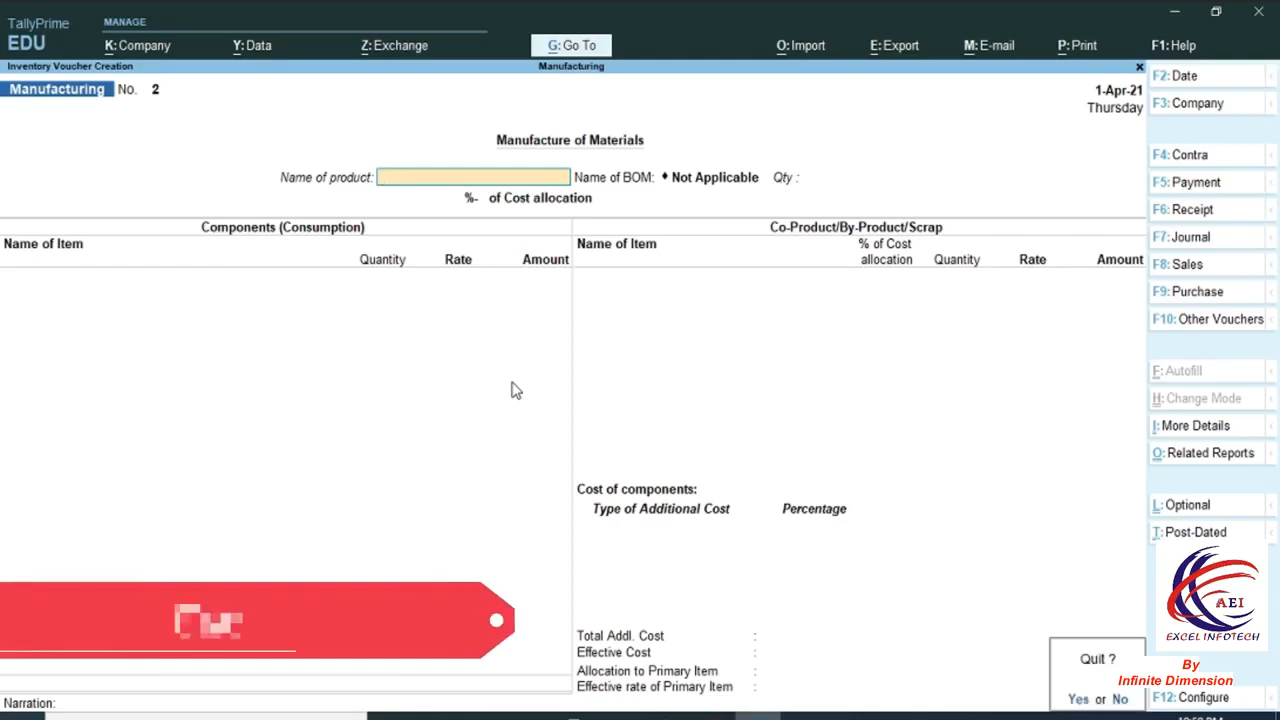 TallyPrime
EDU
MANAGE
K: Company
Y: Data
Z: Exchange
G: Go To
O: Import
E: Export
M: E-mail
P: Print
F1: Help
Inventory Voucher Creation
Manufacturing
Manufacturing No. 2
1-Apr-21
Thursday
Manufacture of Materials
Name of product:
Name of BOM: ♦ Not Applicable
Qty :
%- of Cost allocation
Components (Consumption)
Name of Item
Quantity Rate Amount
Co-Product/By-Product/Scrap
Name of Item
% of Cost
allocation Quantity Rate Amount
Cost of components:
Type of Additional Cost Percentage
Total Addl. Cost :
Effective Cost :
Allocation to Primary Item :
Effective rate of Primary Item :
Narration:
Quit ?
Yes or No
F2: Date
F3: Company
F4: Contra
F5: Payment
F6: Receipt
F7: Journal
F8: Sales
F9: Purchase
F10: Other Vouchers
F: Autofill
H: Change Mode
I: More Details
O: Related Reports
L: Optional
T: Post-Dated
AEI
EXCEL INFOTECH
By
Infinite Dimension
F12: Configure